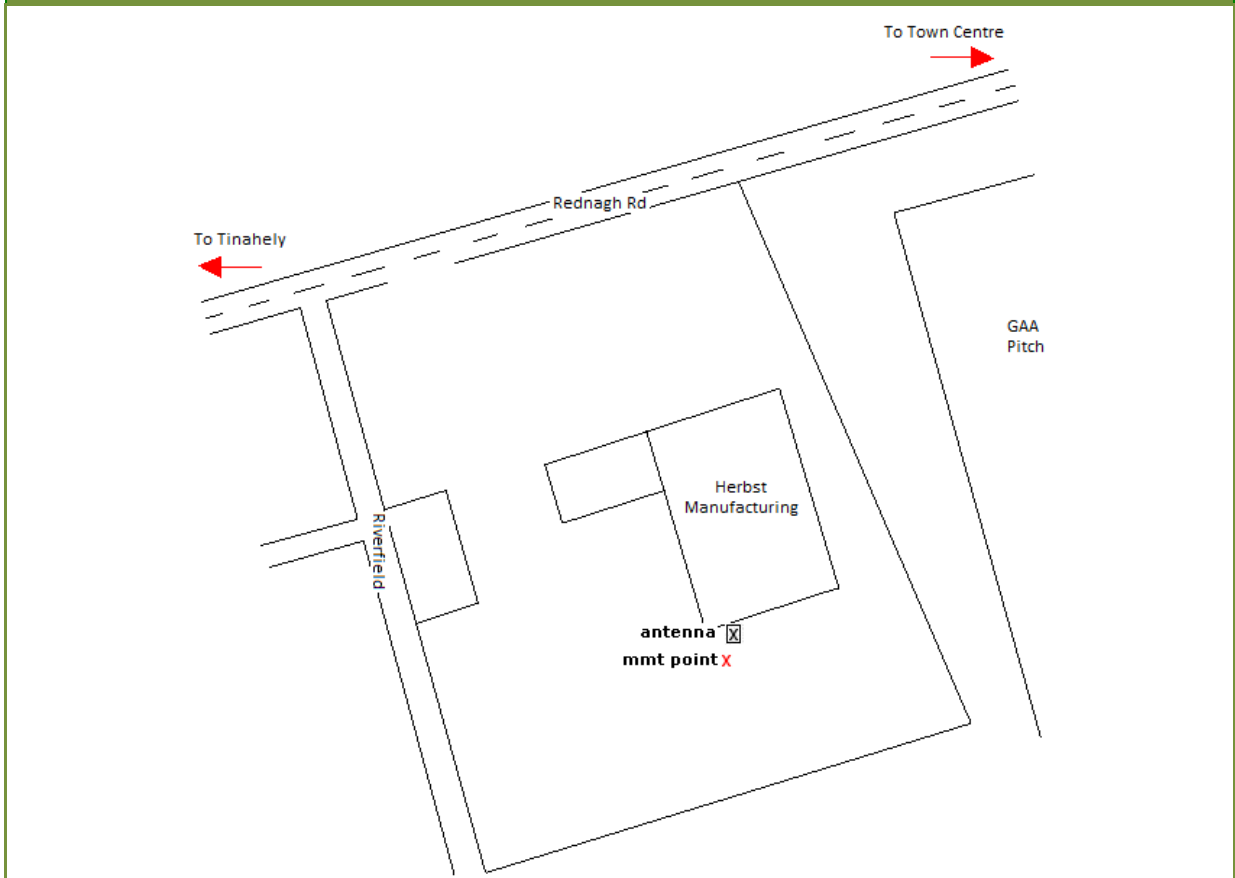 To Town Centre
Rednagh Rd
To Tinahely
GAA
Pitch
Herbst
Manufacturing
Riverfield
antenna X
mmt point X